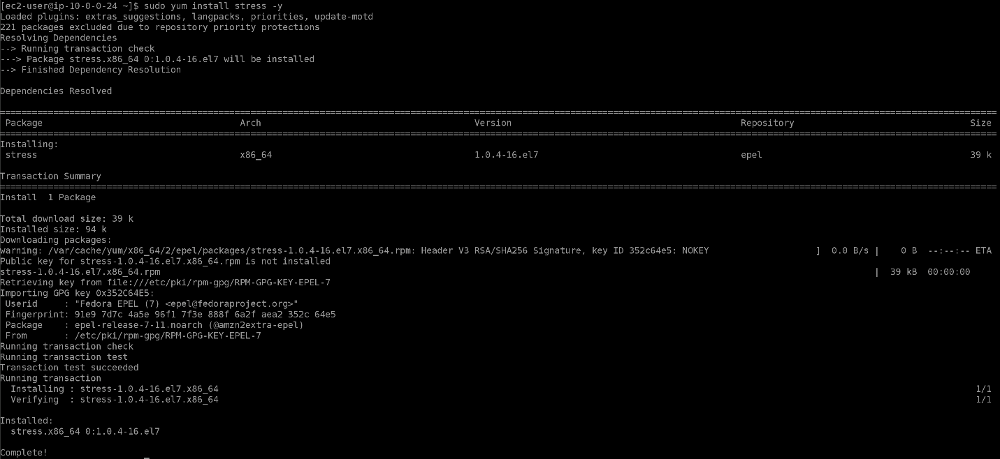 [ec2-user@ip-10-0-0-24 ~]$ sudo yum install stress -y
Loaded plugins: extras_suggestions, langpacks, priorities, update-motd
221 packages excluded due to repository priority protections
Resolving Dependencies
--> Running transaction check
---> Package stress.x86_64 0:1.0.4-16.el7 will be installed
--> Finished Dependency Resolution

Dependencies Resolved

================================================================================
 Package                Arch                Version                Repository                Size
================================================================================
Installing:
 stress                 x86_64              1.0.4-16.el7           epel                      39 k

Transaction Summary
================================================================================
Install  1 Package

Total download size: 39 k
Installed size: 94 k
Downloading packages:
warning: /var/cache/yum/x86_64/2/epel/packages/stress-1.0.4-16.el7.x86_64.rpm: Header V3 RSA/SHA256 Signature, key ID 352c64e5: NOKEY                    ]  0.0 B/s |    0 B  --:--:-- ETA
Public key for stress-1.0.4-16.el7.x86_64.rpm is not installed
stress-1.0.4-16.el7.x86_64.rpm                    |  39 kB  00:00:00
Retrieving key from file:///etc/pki/rpm-gpg/RPM-GPG-KEY-EPEL-7
Importing GPG key 0x352C64E5:
 Userid     : "Fedora EPEL (7) <epel@fedoraproject.org>"
 Fingerprint: 91e9 7d7c 4a5e 96f1 7f3e 888f 6a2f aea2 352c 64e5
 Package    : epel-release-7-11.noarch (@amzn2extra-epel)
 From       : /etc/pki/rpm-gpg/RPM-GPG-KEY-EPEL-7
Running transaction check
Running transaction test
Transaction test succeeded
Running transaction
  Installing : stress-1.0.4-16.el7.x86_64                    1/1
  Verifying  : stress-1.0.4-16.el7.x86_64                    1/1

Installed:
  stress.x86_64 0:1.0.4-16.el7

Complete!